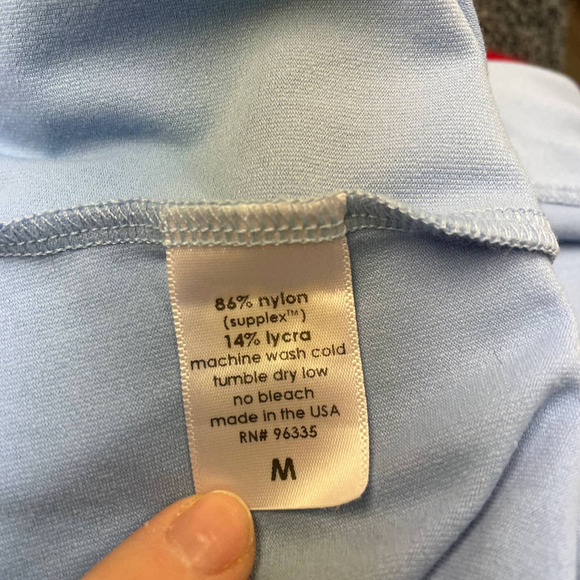 86% nylon
(supplex™)
14% lycra
machine wash cold
tumble dry low
no bleach
made in the USA
RN# 96335
M